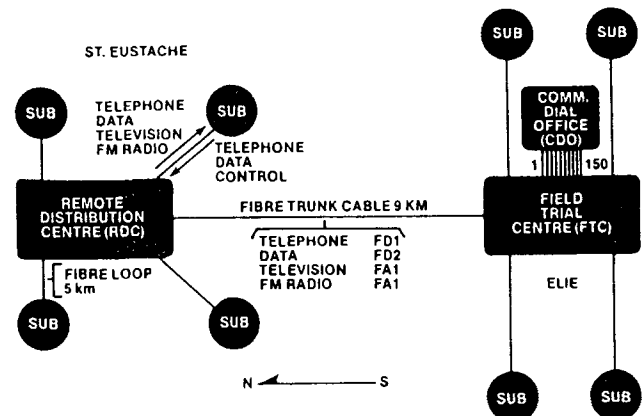 ST. EUSTACHE
SUB
SUB
TELEPHONE
DATA
TELEVISION
FM RADIO
TELEPHONE
DATA
CONTROL
REMOTE
DISTRIBUTION
CENTRE (RDC)
FIBRE LOOP
5 km
SUB
SUB
FIBRE TRUNK CABLE 9 KM
TELEPHONE FD1
DATA FD2
TELEVISION FA1
FM RADIO FA1
N S
SUB
SUB
COMM.
DIAL
OFFICE
(CDO)
1 150
FIELD
TRIAL
CENTRE (FTC)
ELIE
SUB
SUB